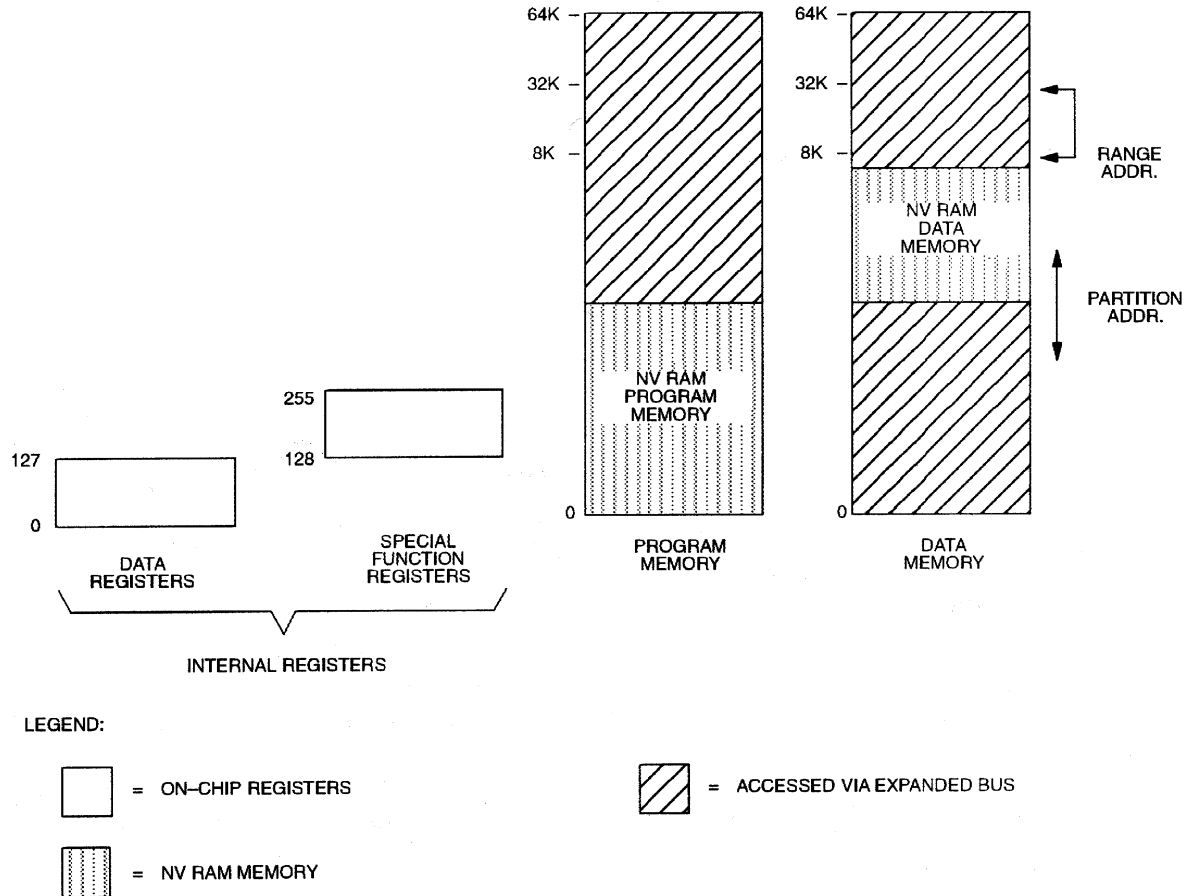 64K
32K
8K
0
PROGRAM
MEMORY
NV RAM
PROGRAM
MEMORY
64K
32K
8K
0
DATA
MEMORY
NV RAM
DATA
MEMORY
RANGE
ADDR.
PARTITION
ADDR.
127
0
DATA
REGISTERS
255
128
SPECIAL
FUNCTION
REGISTERS
INTERNAL REGISTERS
LEGEND:
= ON–CHIP REGISTERS
= ACCESSED VIA EXPANDED BUS
= NV RAM MEMORY